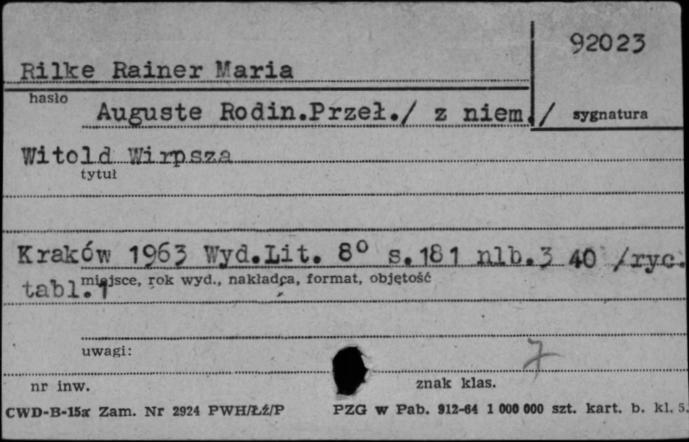 92023
Rilke Rainer Maria
hasło
Auguste Rodin.Przeł./ z niem./ sygnatura
Witold Wirpsza
tytuł
Kraków 1963 Wyd.Lit. 8° s.181 nlb.3 40 /ryc.
miejsce, rok wyd., nakładca, format, objętość
tabl.1
uwagi:
7
nr inw. znak klas.
CWD-B-15a Zam. Nr 2924 PWH/ŁŹ/P PZG w Pab. 912-64 1 000 000 szt. kart. b. kl. 5.